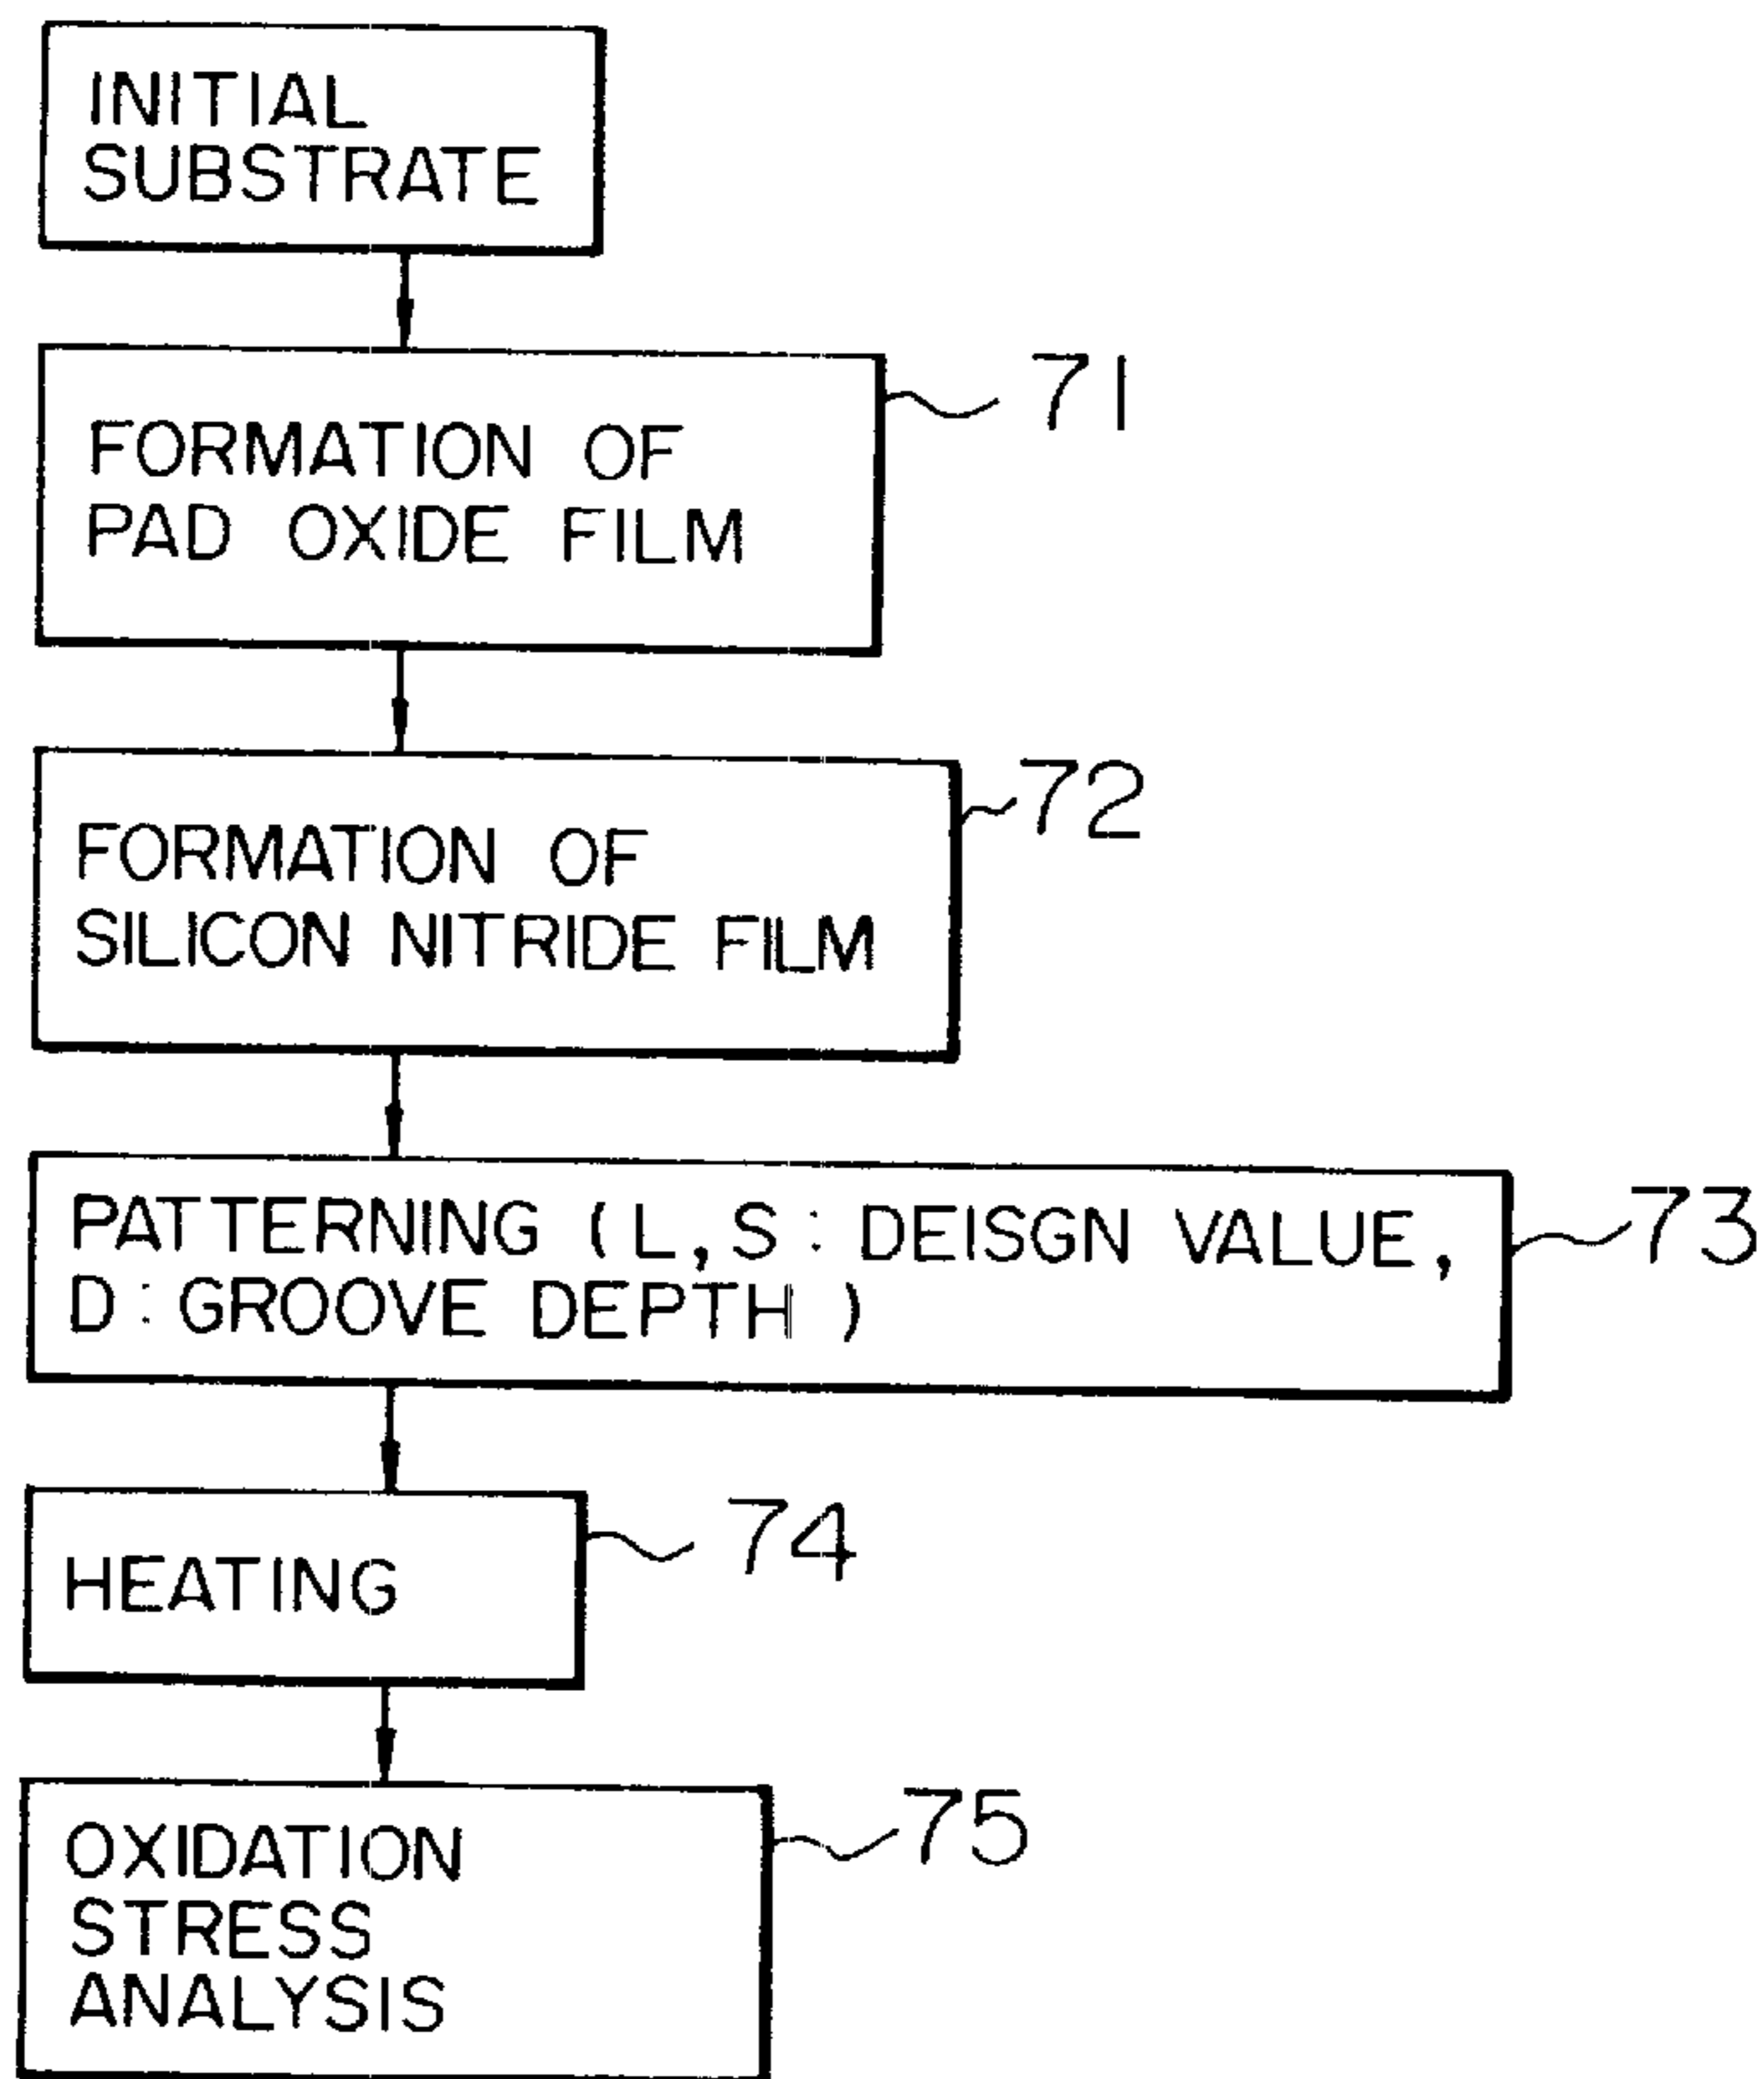 INITIAL
SUBSTRATE
71
FORMATION OF
PAD OXIDE FILM
72
FORMATION OF
SILICON NITRIDE FILM
73
PATTERNING (L, S : DEISGN VALUE,
D : GROOVE DEPTH )
74
HEATING
75
OXIDATION
STRESS
ANALYSIS